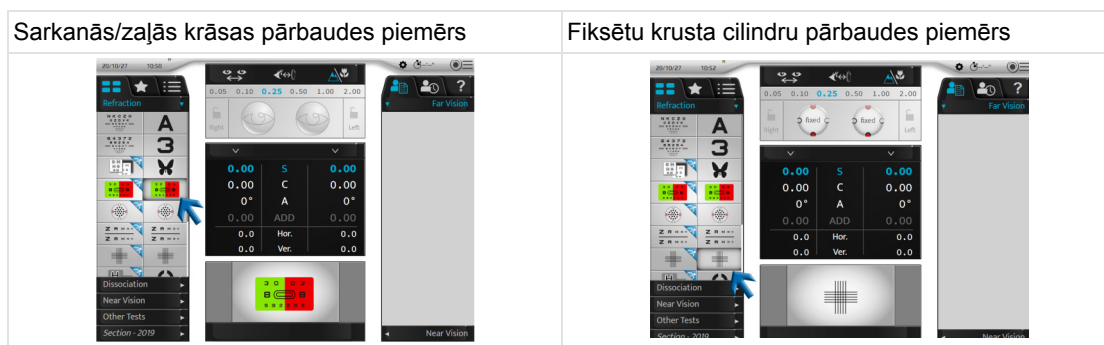 Sarkanās/zaļās krāsas pārbaudes piemērs
20/10/27 10:50
0.05 0.10 0.25 0.50 1.00 2.00
Refraction
Far Vision
Right
Left
A
3
0.00 S 0.00
0.00 C 0.00
0° A 0°
0.00 ADD 0.00
0.0 Hor. 0.0
0.0 Ver. 0.0
Dissociation
Near Vision
Other Tests
Section - 2019
Near Vision
Fiksētu krusta cilindru pārbaudes piemērs
20/10/27 10:52
0.05 0.10 0.25 0.50 1.00 2.00
Refraction
Far Vision
Right
fixed
fixed
Left
A
3
0.00 S 0.00
0.00 C 0.00
0° A 0°
0.00 ADD 0.00
0.0 Hor. 0.0
0.0 Ver. 0.0
Dissociation
Near Vision
Other Tests
Section - 2019
Near Vision